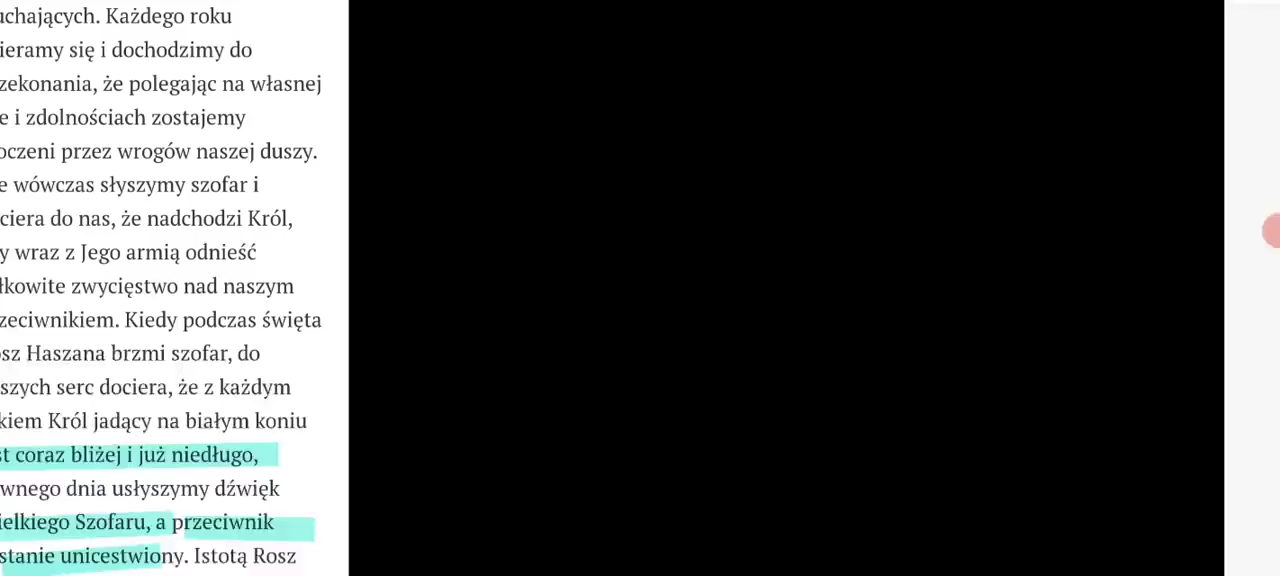 uchających. Każdego roku
ieramy się i dochodzimy do
zekonania, że polegając na własnej
e i zdolnościach zostajemy
oczeni przez wrogów naszej duszy.
e wówczas słyszymy szofar i
ciera do nas, że nadchodzi Król,
y wraz z Jego armią odnieść
łkowite zwycięstwo nad naszym
zeciwnikiem. Kiedy podczas święta
sz Haszana brzmi szofar, do
szych serc dociera, że z każdym
kiem Król jadący na białym koniu
st coraz bliżej i już niedługo,
wnego dnia usłyszymy dźwięk
ielkiego Szofaru, a przeciwnik
stanie unicestwiony. Istotą Rosz